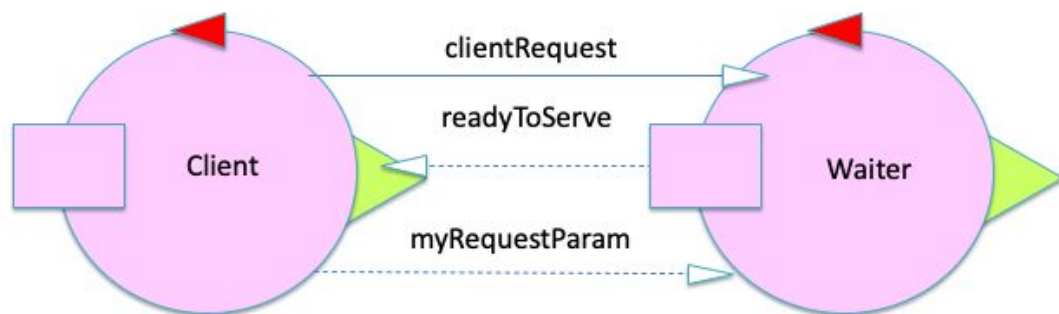 clientRequest
readyToServe
Client
Waiter
myRequestParam